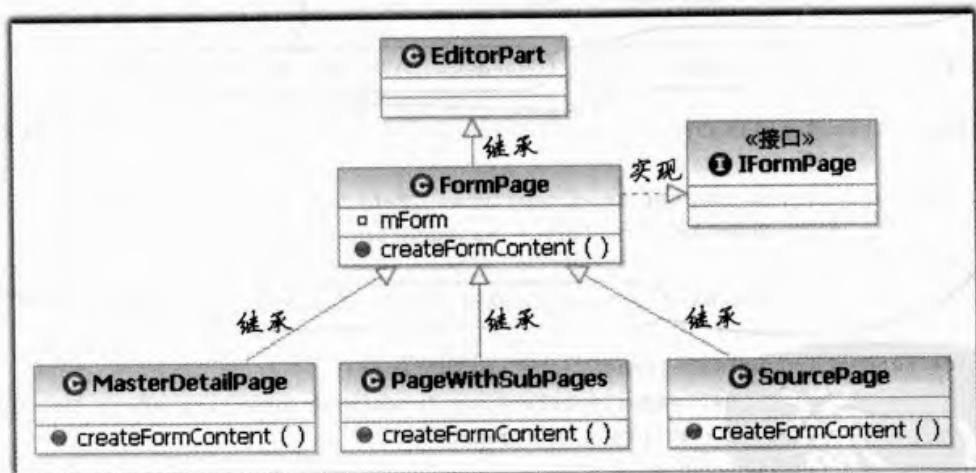 EditorPart
继承
«接口»
IFormPage
实现
FormPage
mForm
createFormContent ( )
继承
继承
继承
MasterDetailPage
createFormContent ( )
PageWithSubPages
createFormContent ( )
SourcePage
createFormContent ( )